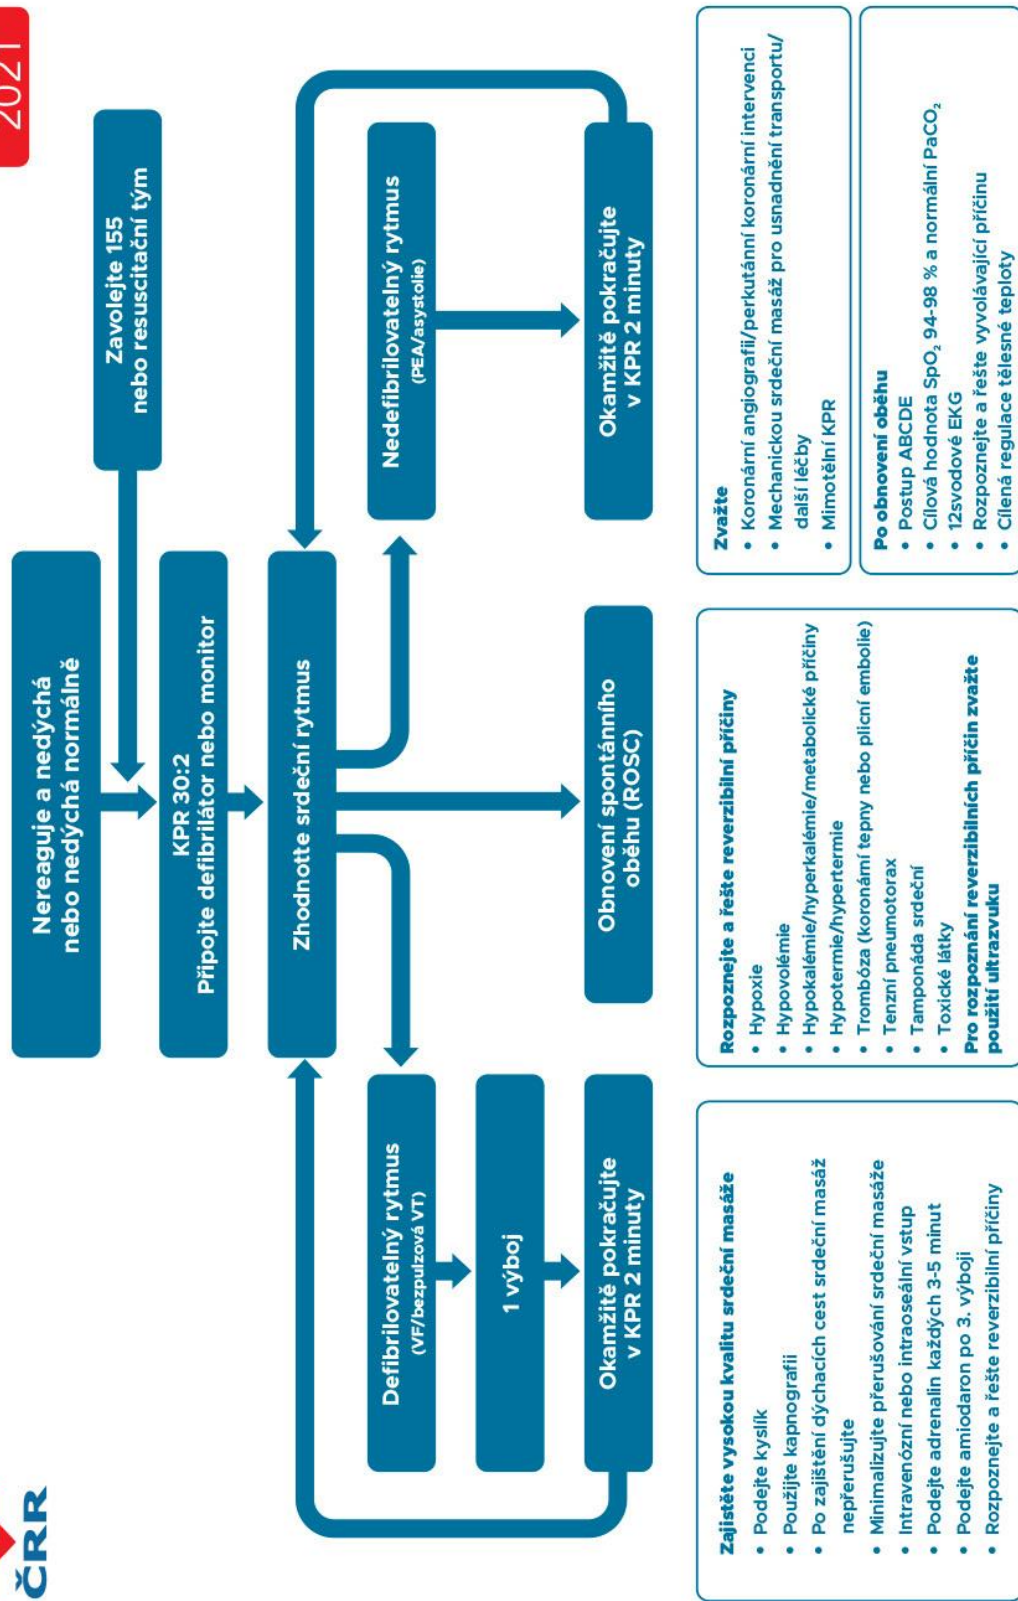 ČRR
2021
Nereaguje a nedýchá
nebo nedýchá normálně
Zavolejte 155
nebo resuscitační tým
KPR 30:2
Připojte defibrilátor nebo monitor
Zhodnotte srdeční rytmus
Defibrilovatelný rytmus
(VF/bezpulzová VT)
1 výboj
Okamžitě pokračujte
v KPR 2 minuty
Obnovení spontánního
oběhu (ROSC)
Nedefibrilovatelný rytmus
(PEA/asystolie)
Okamžitě pokračujte
v KPR 2 minuty
Zajistěte vysokou kvalitu srdeční masáže
• Podejte kyslík
• Použijte kapnografii
• Po zajištění dýchacích cest srdeční masáž
nepřerušujte
• Minimalizujte přerušování srdeční masáže
• Intravenózní nebo intraoseální vstup
• Podejte adrenalin každých 3-5 minut
• Podejte amiodaron po 3. výboji
• Rozpoznejte a řešte reverzibilní příčiny
Rozpoznejte a řešte reverzibilní příčiny
• Hypoxie
• Hypovolémie
• Hypokalémie/hyperkalémie/metabolické příčiny
• Hypotermie/hypertermie
• Trombóza (koronární tepny nebo plicní embolie)
• Tenzní pneumotorax
• Tamponáda srdeční
• Toxické látky
Pro rozpoznání reverzibilních příčin zvažte
použití ultrazvuku
Zvažte
• Koronární angiografii/perkutánní koronární intervenci
• Mechanickou srdeční masáž pro usnadnění transportu/
další léčby
• Mimotělní KPR
Po obnovení oběhu
• Postup ABCDE
• Cílová hodnota SpO₂ 94-98 % a normální PaCO₂
• 12svodové EKG
• Rozpoznejte a řešte vyvolávající příčinu
• Cílená regulace tělesné teploty